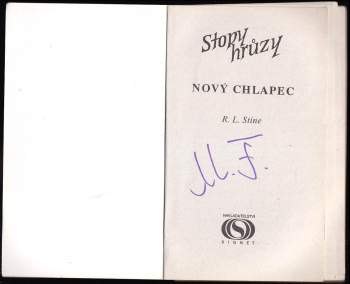 Stopy
hrůzy
NOVÝ CHLAPEC
R. L. Stine
M. F.
NAKLADATELSTVÍ
SIGNET